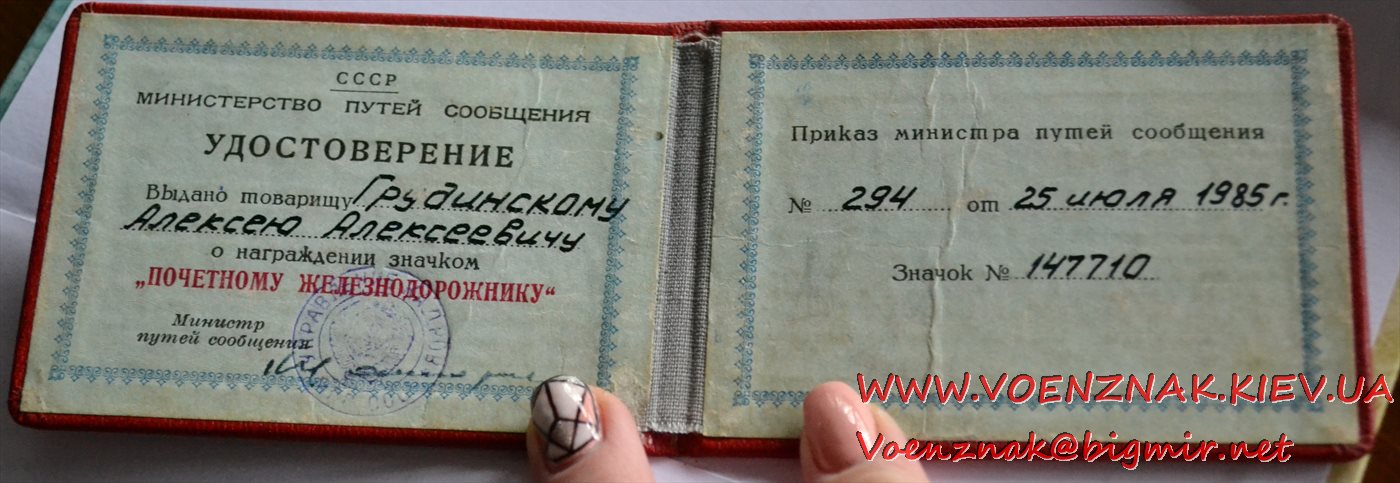 СССР
МИНИСТЕРСТВО ПУТЕЙ СООБЩЕНИЯ
УДОСТОВЕРЕНИЕ
Выдано товарищу Грудинскому
Алексею Алексеевичу
о награждении значком
„ПОЧЕТНОМУ ЖЕЛЕЗНОДОРОЖНИКУ“
Министр
путей сообщения
Приказ министра путей сообщения
№ 294 от 25 июля 1985 г.
Значок № 147710
WWW.VOENZNAK.KIEV.UA
Voenznak@bigmir.net